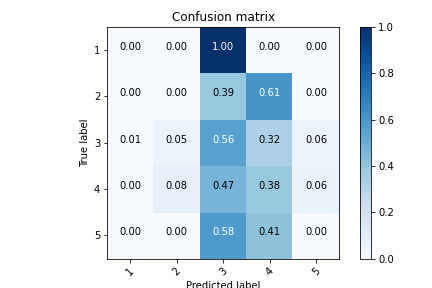 Confusion matrix
1.0
1 0.00 0.00 1.00 0.00 0.00
0.8
2 0.00 0.00 0.39 0.61 0.00
0.6
True label
3 0.01 0.05 0.56 0.32 0.06
0.4
4 0.00 0.08 0.47 0.38 0.06
0.2
5 0.00 0.00 0.58 0.41 0.00
0.0
1 2 3 4 5
Predicted label